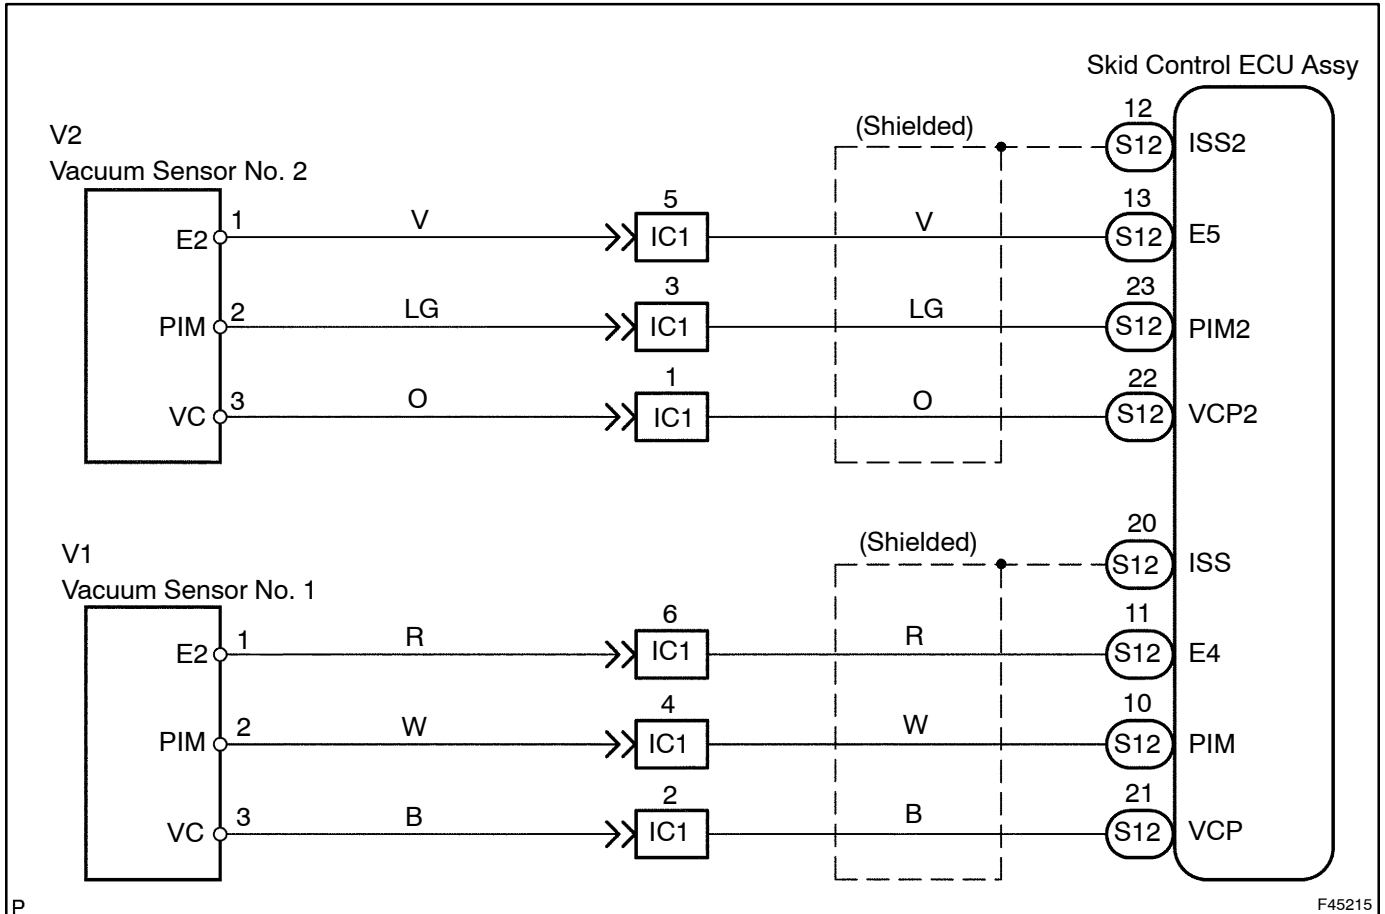 Skid Control ECU Assy
V2
Vacuum Sensor No. 2
(Shielded)
12
S12 ISS2
E2 1 V 5 IC1 V 13 S12 E5
PIM 2 LG 3 IC1 LG 23 S12 PIM2
VC 3 O 1 IC1 O 22 S12 VCP2
V1
Vacuum Sensor No. 1
(Shielded)
20
S12 ISS
E2 1 R 6 IC1 R 11 S12 E4
PIM 2 W 4 IC1 W 10 S12 PIM
VC 3 B 2 IC1 B 21 S12 VCP
P
F45215